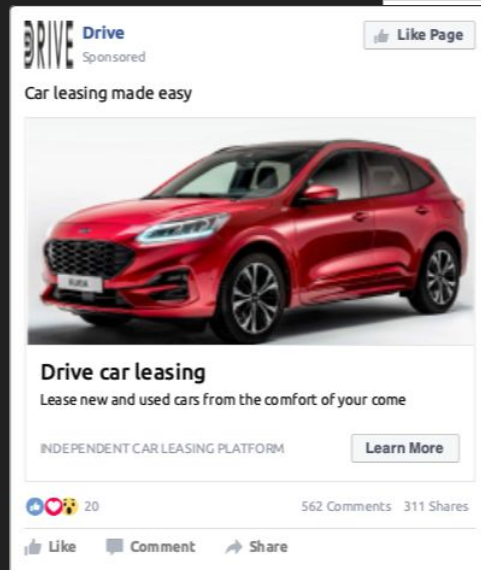 DRIVE
Drive
Like Page
Sponsored
Car leasing made easy
KUGA
Drive car leasing
Lease new and used cars from the comfort of your come
INDEPENDENT CAR LEASING PLATFORM
Learn More
20
562 Comments 311 Shares
Like Comment Share